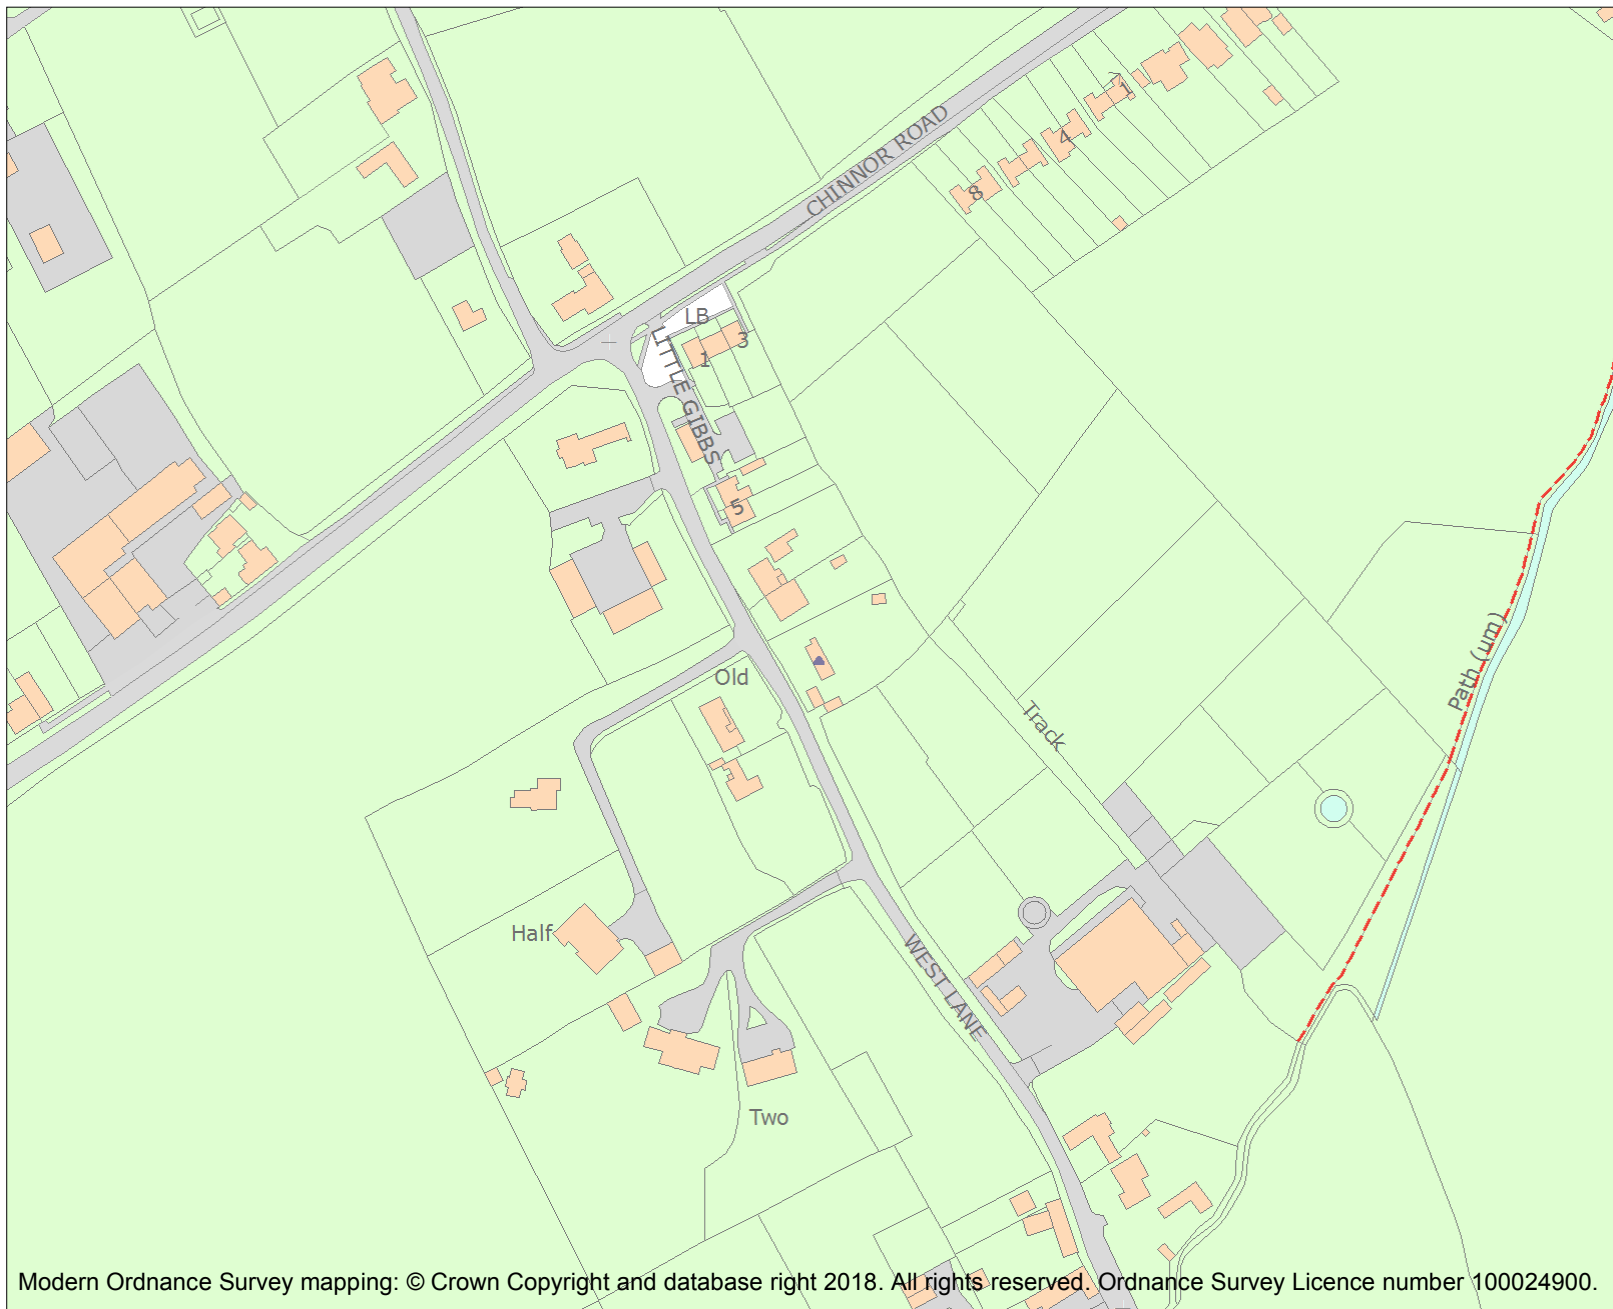 1
CHINNOR ROAD
4
8
LB
3
1
LITTLE GIBBS
5
Path (um)
Old
Track
Half
WEST LANE
Two
Modern Ordnance Survey mapping: © Crown Copyright and database right 2018. All rights reserved. Ordnance Survey Licence number 100024900.